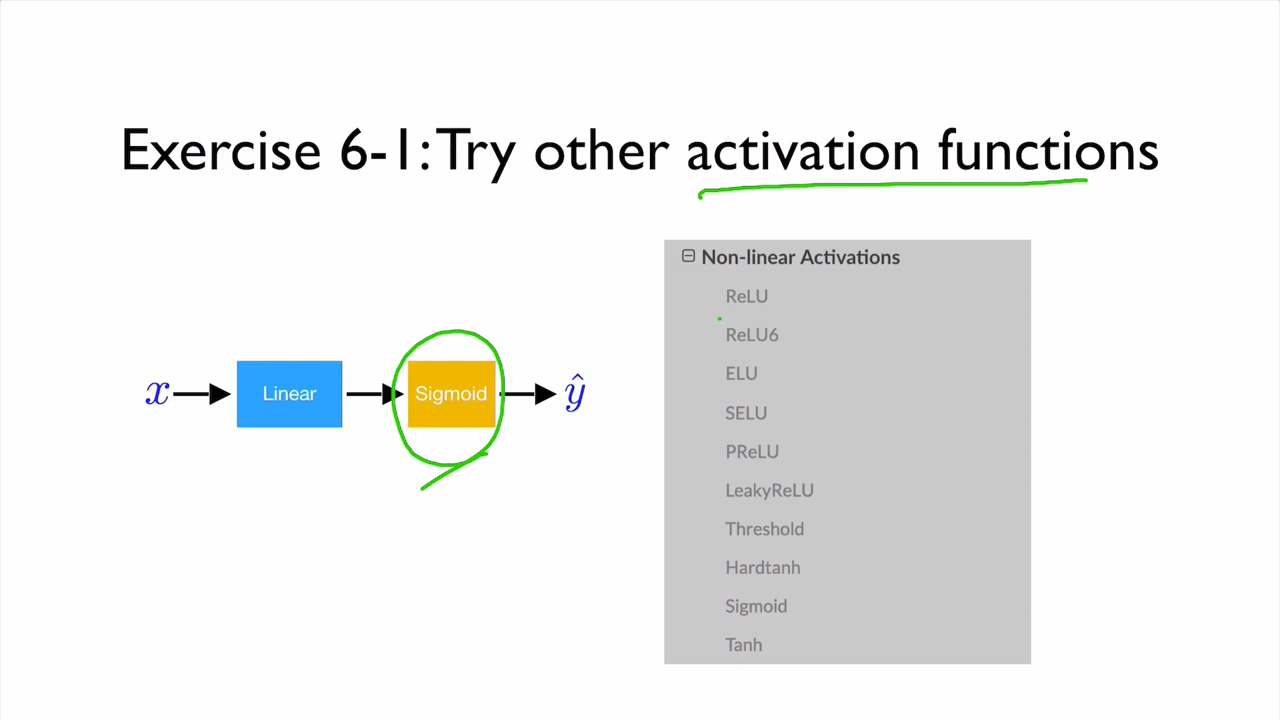 Exercise 6-1: Try other activation functions
x
Linear
Sigmoid
ŷ
Non-linear Activations
ReLU
ReLU6
ELU
SELU
PReLU
LeakyReLU
Threshold
Hardtanh
Sigmoid
Tanh